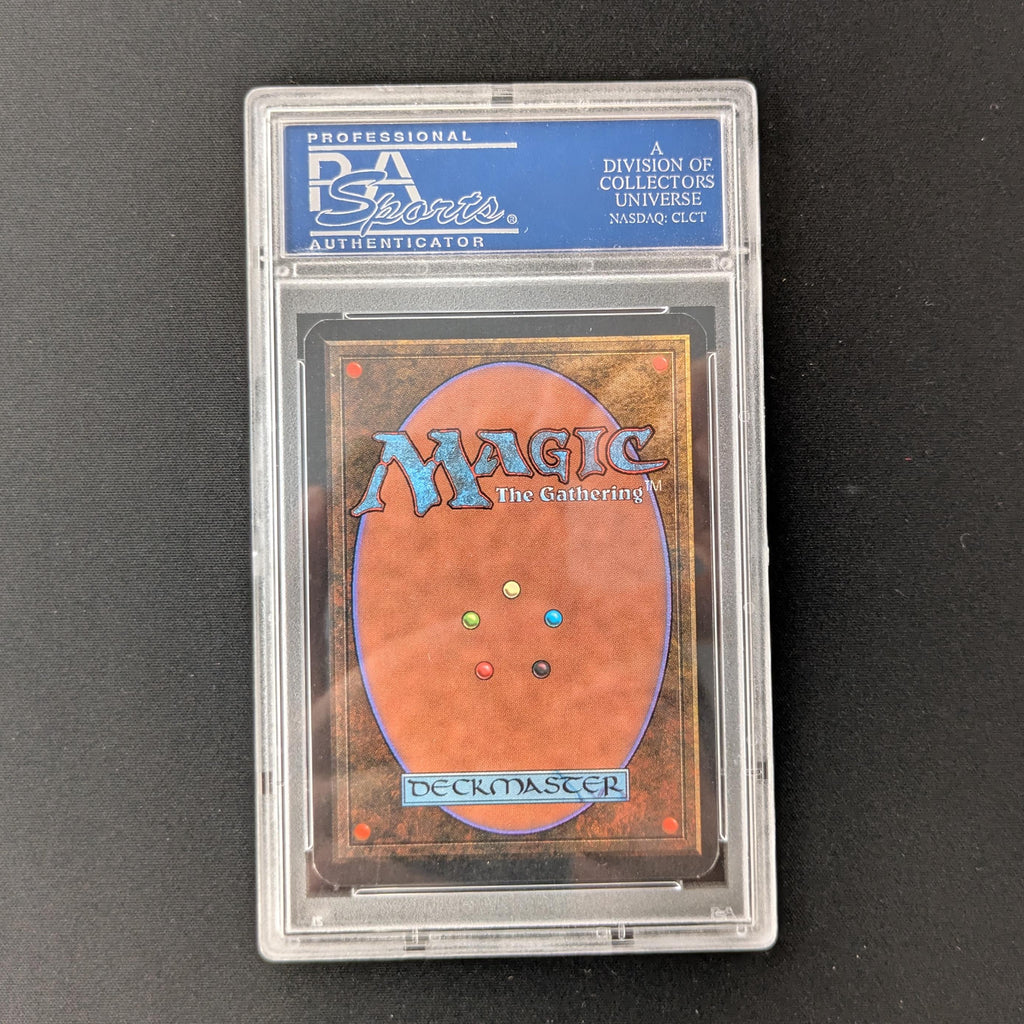 PROFESSIONAL
PSA
Sports®
AUTHENTICATOR
A
DIVISION OF
COLLECTORS
UNIVERSE
NASDAQ: CLCT
MAGIC
The Gathering™
DECKMASTER